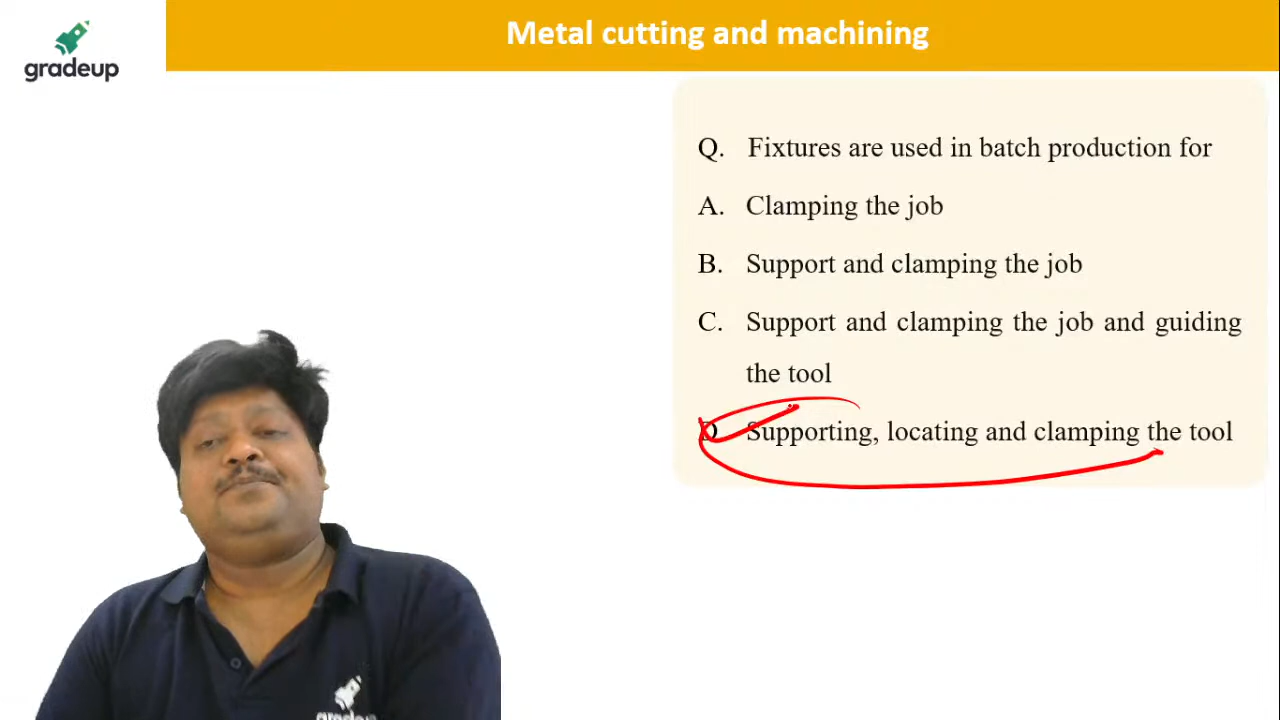 Metal cutting and machining
gradeup
Q. Fixtures are used in batch production for
A. Clamping the job
B. Support and clamping the job
C. Support and clamping the job and guiding
the tool
D. Supporting, locating and clamping the tool
gradeup